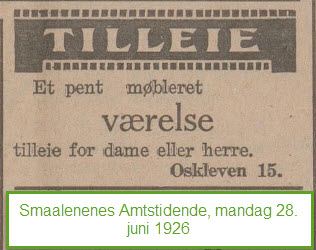 TILLEIE
Et pent møbleret
værelse
tilleie for dame eller herre.
Oskleven 15.
Smaalenenes Amtstidende, mandag 28.
juni 1926